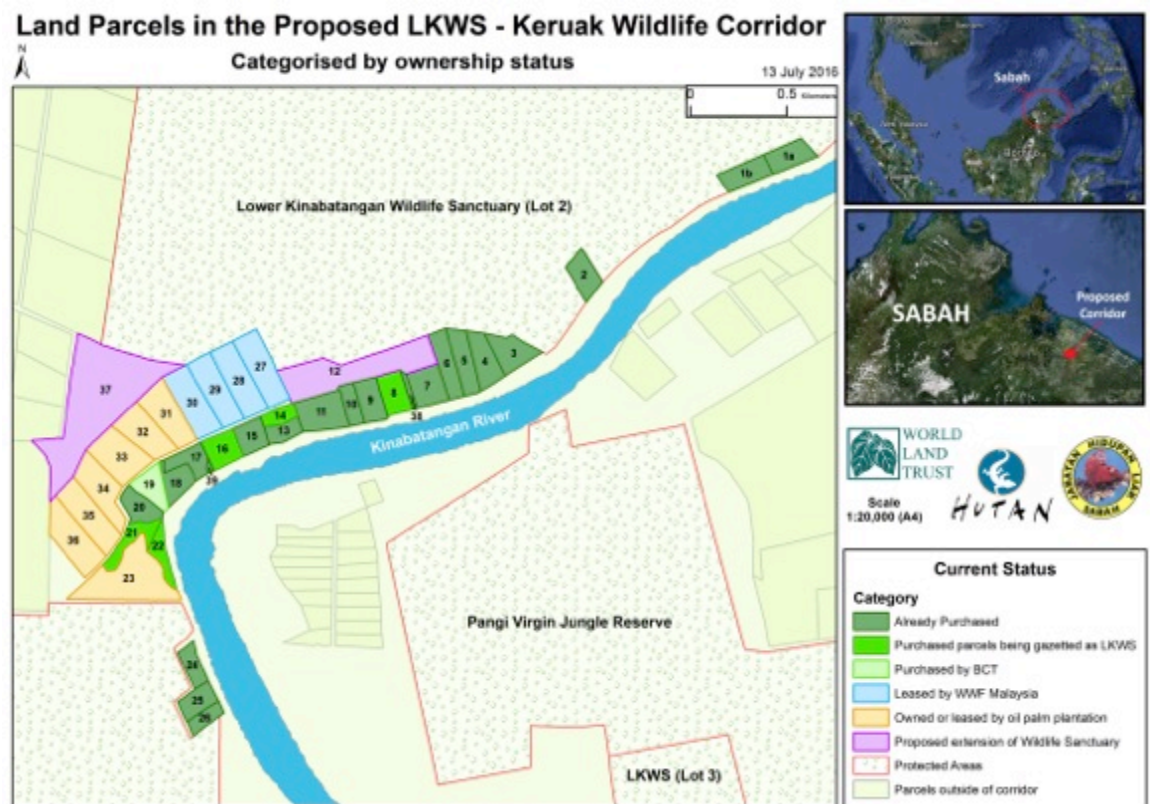 Land Parcels in the Proposed LKWS - Keruak Wildlife Corridor
Categorised by ownership status
N
13 July 2016
0 0.5 Kilometers
Lower Kinabatangan Wildlife Sanctuary (Lot 2)
1b 1a
2
37
30 29 28 27
12
6 5 4 3
7
8
38
9
10
11
14
13
15
16
31
32
33
34
35
36
17
18
39
19
20
21
22
23
24
25
26
Kinabatangan River
Pangi Virgin Jungle Reserve
LKWS (Lot 3)
Sabah
Borneo
SABAH
Proposed
Corridor
WORLD
LAND
TRUST
Scale
1:20,000 (A4)
HUTAN
JABATAN HIDUPAN LIAR
SABAH
Current Status
Category
Already Purchased
Purchased parcels being gazetted as LKWS
Purchased by BCT
Leased by WWF Malaysia
Owned or leased by oil palm plantation
Proposed extension of Wildlife Sanctuary
Protected Areas
Parcels outside of corridor